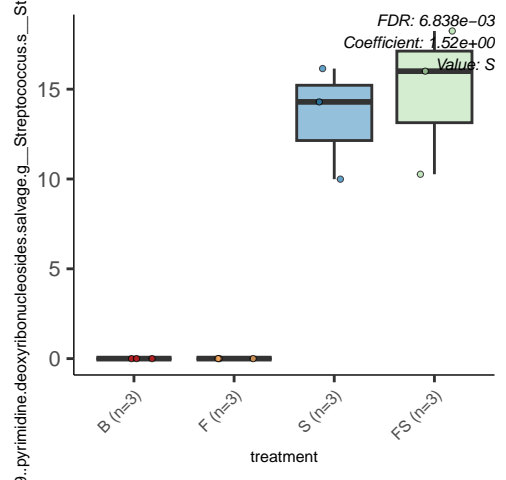 9..pyrimidine.deoxyribonucleosides.salvage.g__Streptococcus.s__St
FDR: 6.838e−03
Coefficient: 1.52e+00
Value: S
15
10
5
0
B (n=3)
F (n=3)
S (n=3)
FS (n=3)
treatment